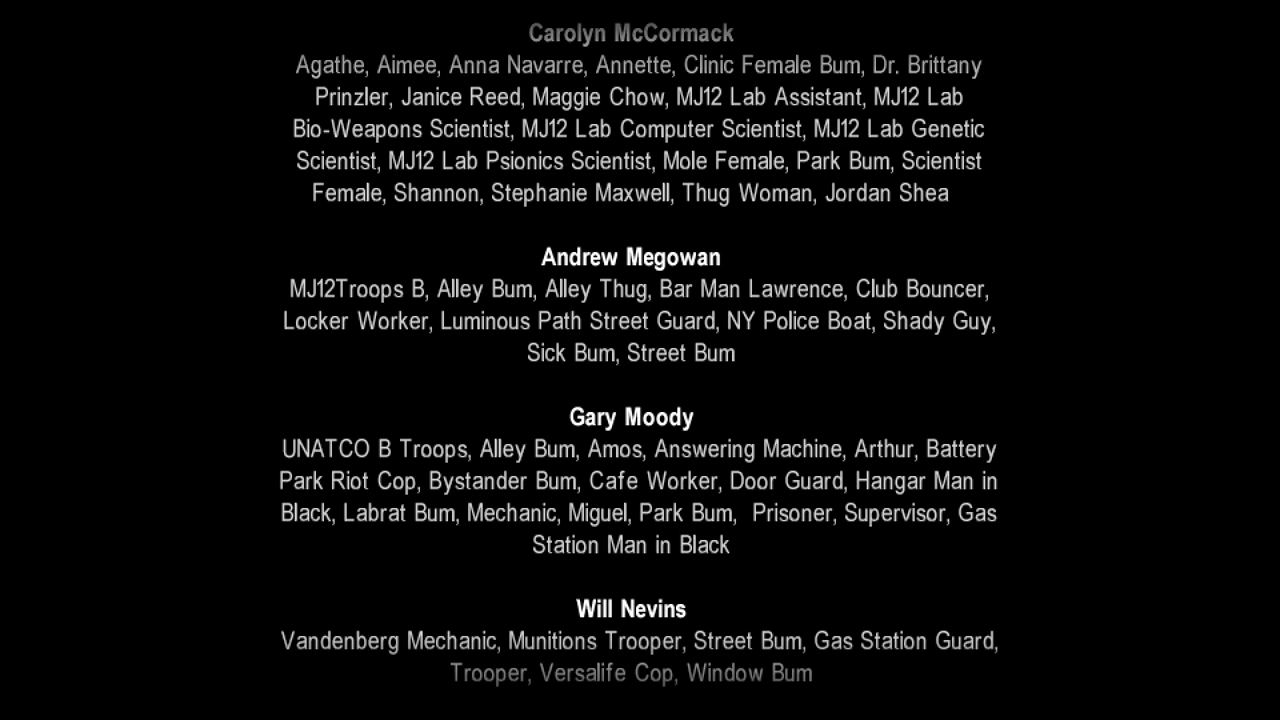 Carolyn McCormack
Agathe, Aimee, Anna Navarre, Annette, Clinic Female Bum, Dr. Brittany
Prinzler, Janice Reed, Maggie Chow, MJ12 Lab Assistant, MJ12 Lab
Bio-Weapons Scientist, MJ12 Lab Computer Scientist, MJ12 Lab Genetic
Scientist, MJ12 Lab Psionics Scientist, Mole Female, Park Bum, Scientist
Female, Shannon, Stephanie Maxwell, Thug Woman, Jordan Shea
Andrew Megowan
MJ12Troops B, Alley Bum, Alley Thug, Bar Man Lawrence, Club Bouncer,
Locker Worker, Luminous Path Street Guard, NY Police Boat, Shady Guy,
Sick Bum, Street Bum
Gary Moody
UNATCO B Troops, Alley Bum, Amos, Answering Machine, Arthur, Battery
Park Riot Cop, Bystander Bum, Cafe Worker, Door Guard, Hangar Man in
Black, Labrat Bum, Mechanic, Miguel, Park Bum,  Prisoner, Supervisor, Gas
Station Man in Black
Will Nevins
Vandenberg Mechanic, Munitions Trooper, Street Bum, Gas Station Guard,
Trooper, Versalife Cop, Window Bum